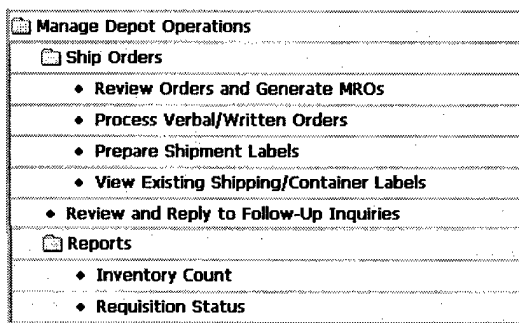 Manage Depot Operations
Ship Orders
Review Orders and Generate MROs
Process Verbal/Written Orders
Prepare Shipment Labels
View Existing Shipping/Container Labels
Review and Reply to Follow-Up Inquiries
Reports
Inventory Count
Requisition Status